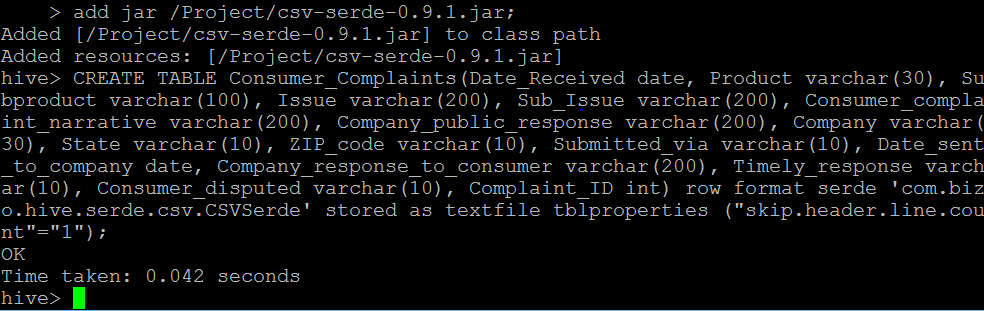 > add jar /Project/csv-serde-0.9.1.jar;
Added [/Project/csv-serde-0.9.1.jar] to class path
Added resources: [/Project/csv-serde-0.9.1.jar]
hive> CREATE TABLE Consumer_Complaints(Date_Received date, Product varchar(30), Su
bproduct varchar(100), Issue varchar(200), Sub_Issue varchar(200), Consumer_compla
int_narrative varchar(200), Company_public_response varchar(200), Company varchar(
30), State varchar(10), ZIP_code varchar(10), Submitted_via varchar(10), Date_sent
_to_company date, Company_response_to_consumer varchar(200), Timely_response varch
ar(10), Consumer_disputed varchar(10), Complaint_ID int) row format serde 'com.biz
o.hive.serde.csv.CSVSerde' stored as textfile tblproperties ("skip.header.line.cou
nt"="1");
OK
Time taken: 0.042 seconds
hive>